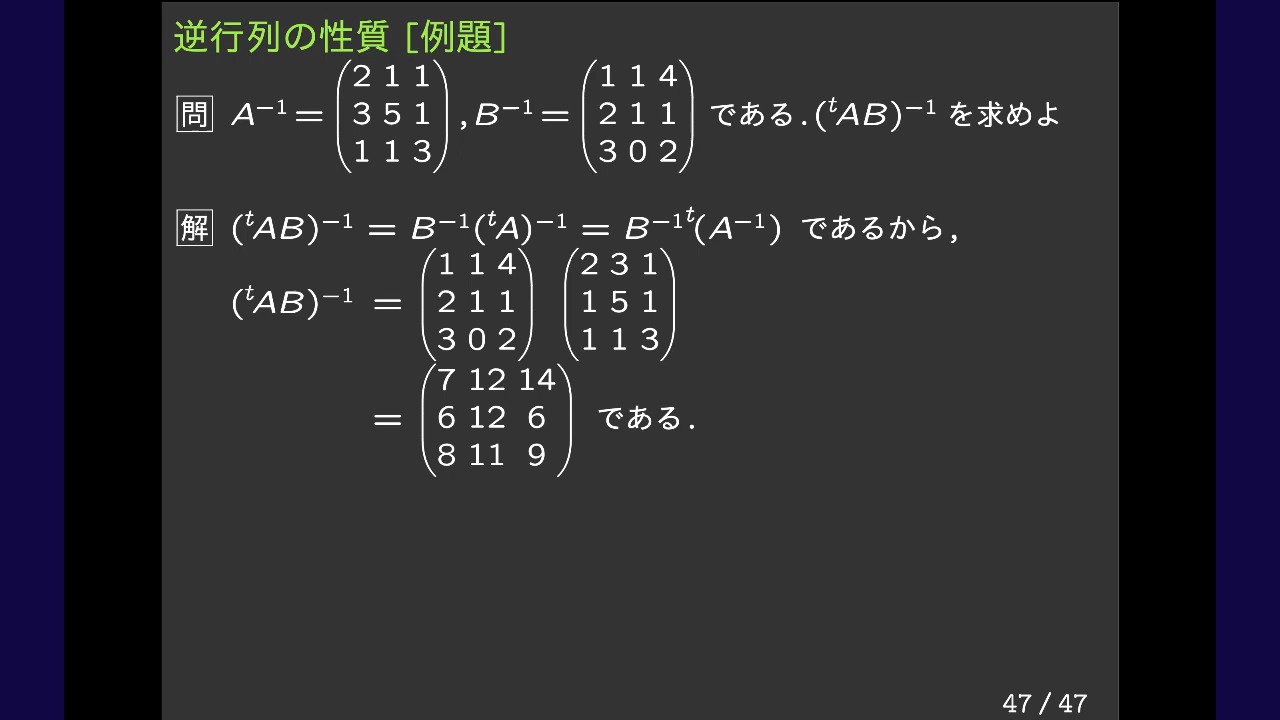 逆行列の性質 [例題]
問 A⁻¹ = (2 1 1 / 3 5 1 / 1 1 3) , B⁻¹ = (1 1 4 / 2 1 1 / 3 0 2) である . (ᵗAB)⁻¹ を求めよ
解 (ᵗAB)⁻¹ = B⁻¹(ᵗA)⁻¹ = B⁻¹ᵗ(A⁻¹) であるから ,
(ᵗAB)⁻¹ = (1 1 4 / 2 1 1 / 3 0 2) (2 3 1 / 1 5 1 / 1 1 3)
= (7 12 14 / 6 12 6 / 8 11 9) である .
47 / 47